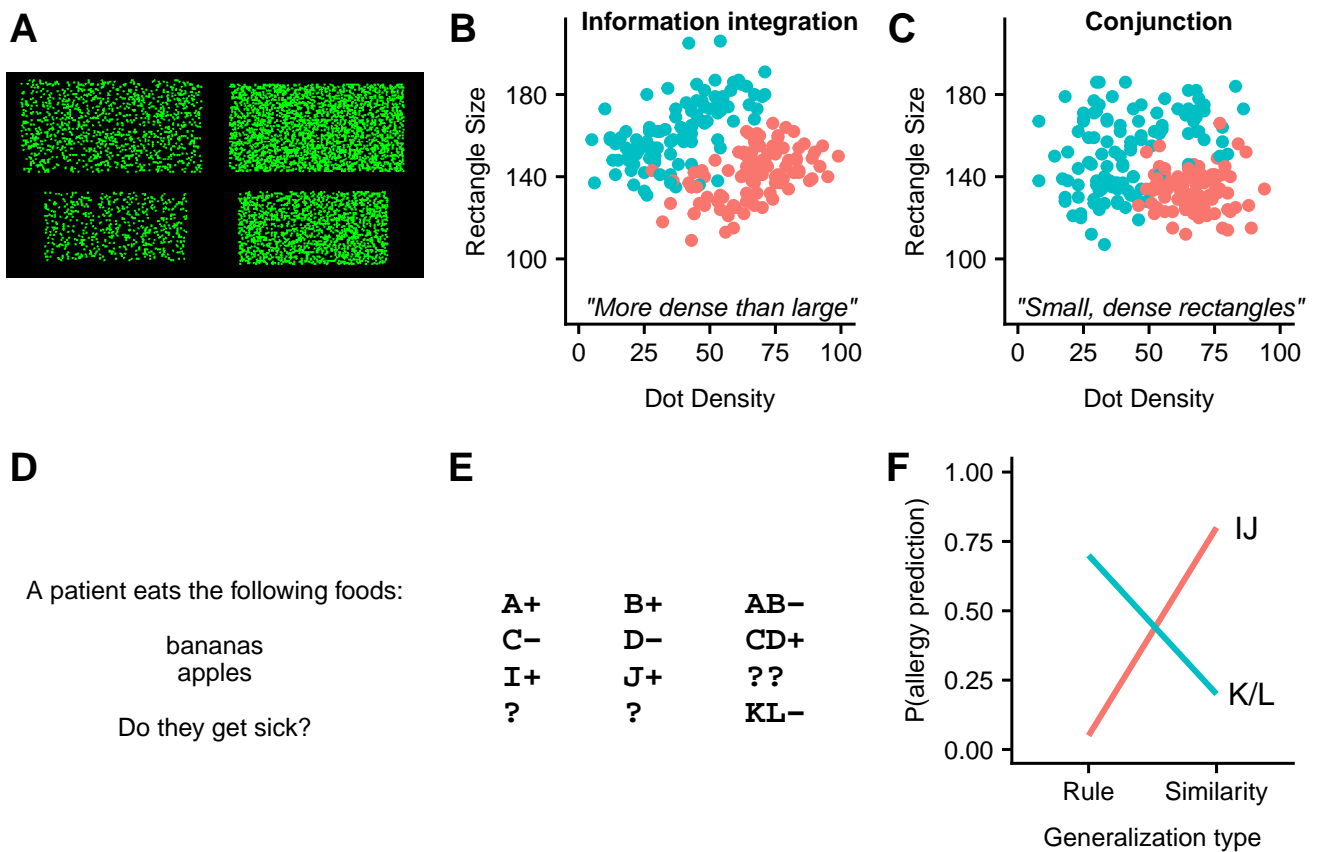 A
B
Information integration
Rectangle Size
180
140
100
"More dense than large"
0 25 50 75 100
Dot Density
C
Conjunction
Rectangle Size
180
140
100
"Small, dense rectangles"
0 25 50 75 100
Dot Density
D
A patient eats the following foods:
bananas
apples
Do they get sick?
E
A+ B+ AB−
C− D− CD+
I+ J+ ??
? ? KL−
F
P(allergy prediction)
1.00
0.75
0.50
0.25
0.00
IJ
K/L
Rule Similarity
Generalization type